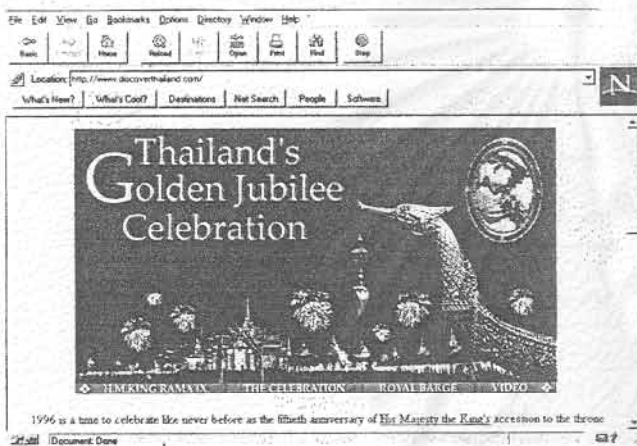 File Edit View Go Bookmarks Options Directory Window Help
Home Reload Open Print Find Stop
Location: http://www.discoverthailand.com/
What's New? What's Cool? Destinations Net Search People Software
N
Thailand's
Golden Jubilee
Celebration
H.M.KING RAMA IX THE CELEBRATION ROYAL BARGE VIDEO
1996 is a time to celebrate like never before as the fiftieth anniversary of His Majesty the King's accession to the throne
Document: Done